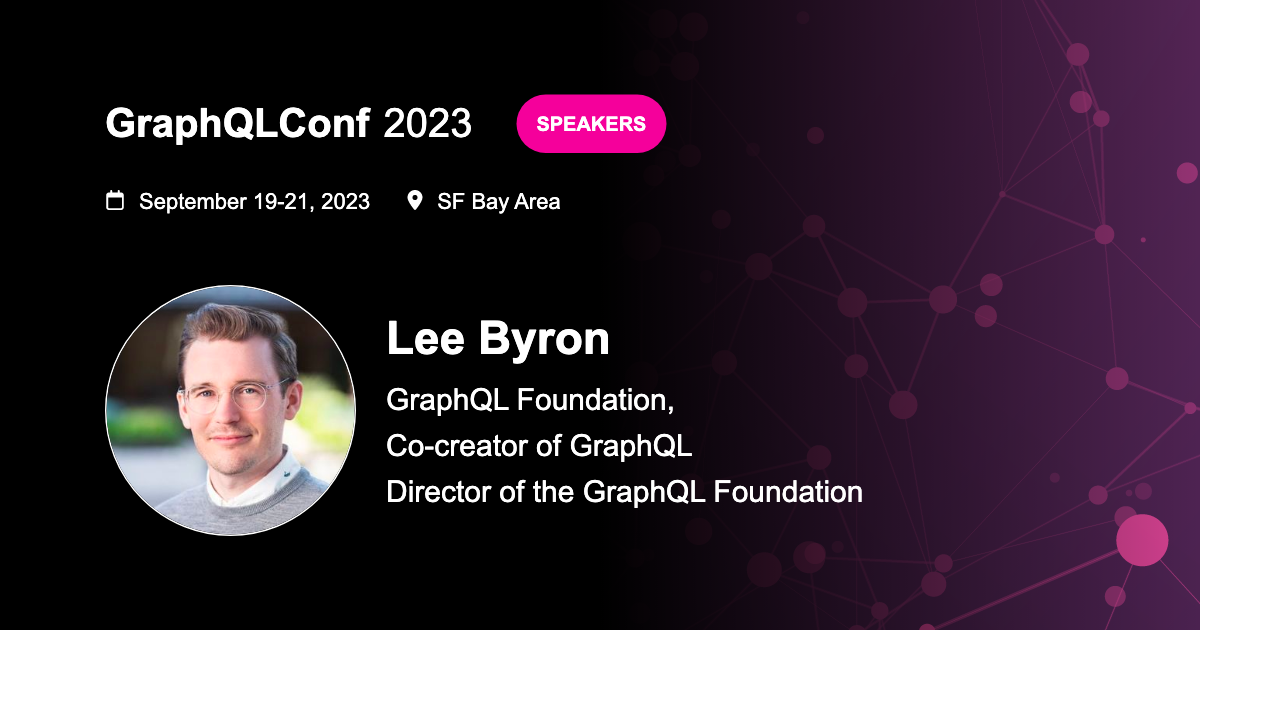 GraphQLConf 2023 SPEAKERS
September 19-21, 2023 SF Bay Area
Lee Byron
GraphQL Foundation,
Co-creator of GraphQL
Director of the GraphQL Foundation